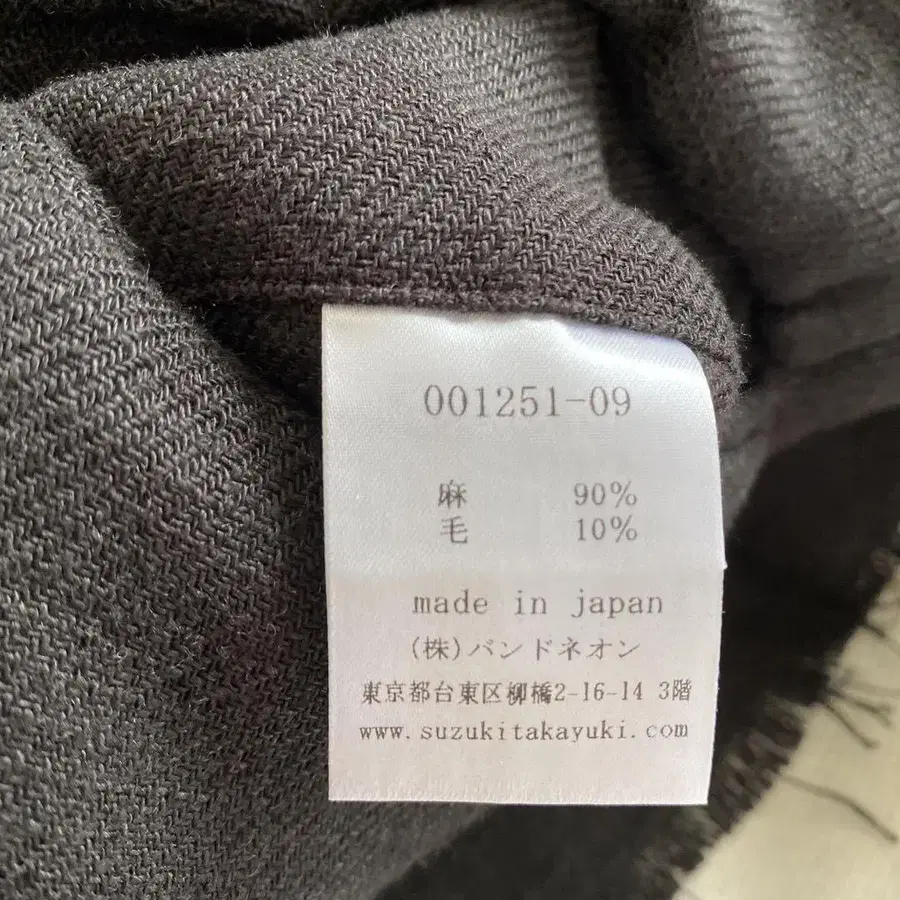 001251-09
麻 90%
毛 10%
made in japan
(株)バンドネオン
東京都台東区柳橋2-16-14 3階
www.suzukitakayuki.com